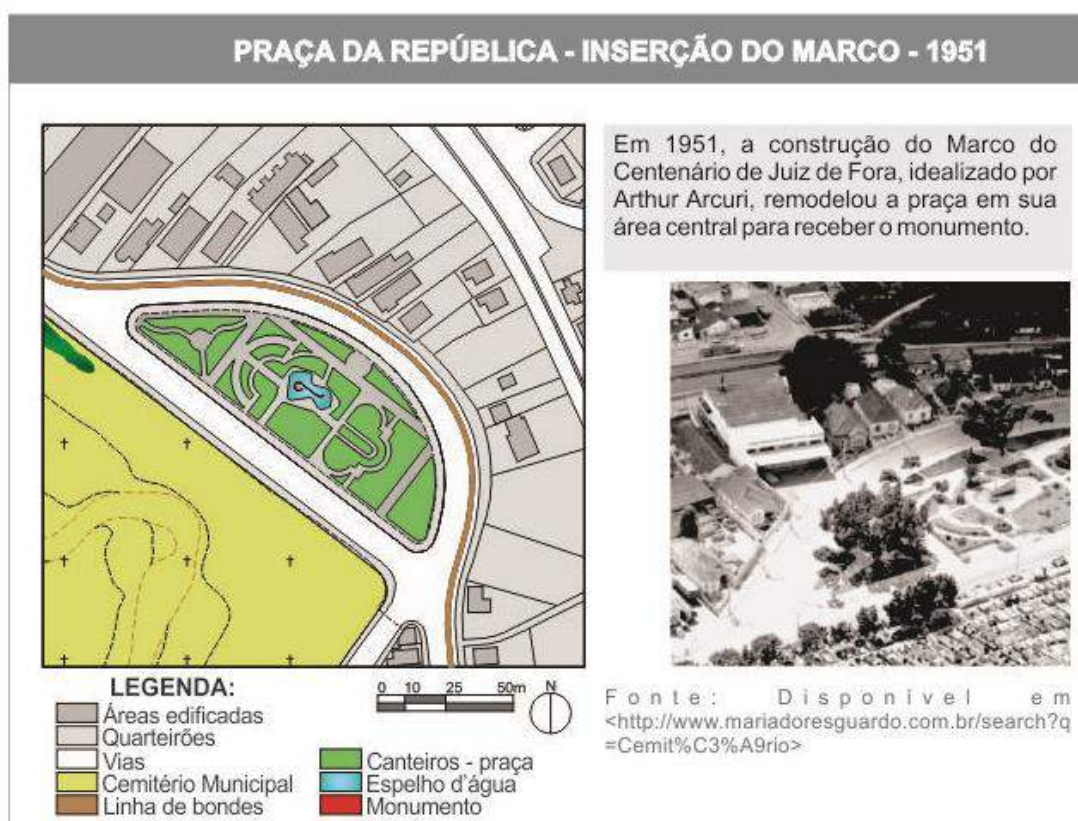 PRAÇA DA REPÚBLICA - INSERÇÃO DO MARCO - 1951
Em 1951, a construção do Marco do
Centenário de Juiz de Fora, idealizado por
Arthur Arcuri, remodelou a praça em sua
área central para receber o monumento.
LEGENDA:
Áreas edificadas
Quarteirões
Vias
Cemitério Municipal
Linha de bondes
0 10 25 50m
N
Canteiros - praça
Espelho d'água
Monumento
Fonte: Disponível em
<http://www.mariadoresguardo.com.br/search?q
=Cemit%C3%A9rio>